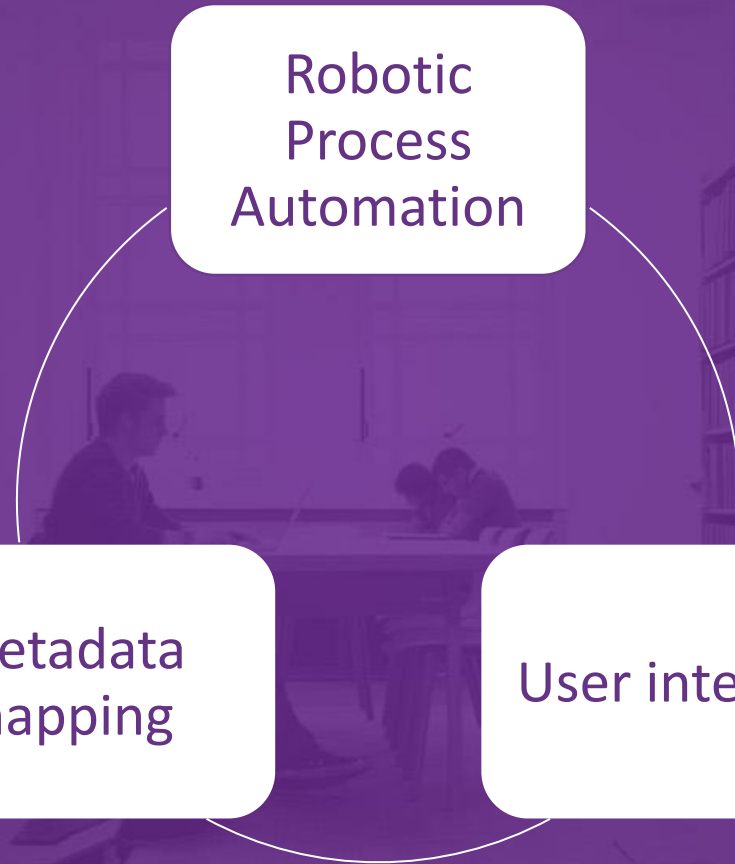 Robotic
Process
Automation
etadata
apping
User inte